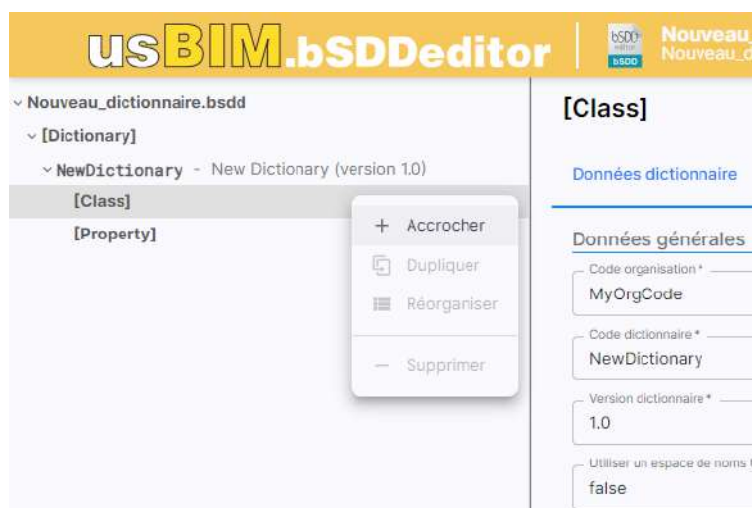 usBIM.bSDDeditor
bSDD-
editor
bSDD
Nouveau_
Nouveau_d
Nouveau_dictionnaire.bsdd
[Dictionary]
NewDictionary - New Dictionary (version 1.0)
[Class]
[Property]
+ Accrocher
Dupliquer
Réorganiser
— Supprimer
[Class]
Données dictionnaire
Données générales
Code organisation*
MyOrgCode
Code dictionnaire*
NewDictionary
Version dictionnaire*
1.0
Utiliser un espace de noms
false